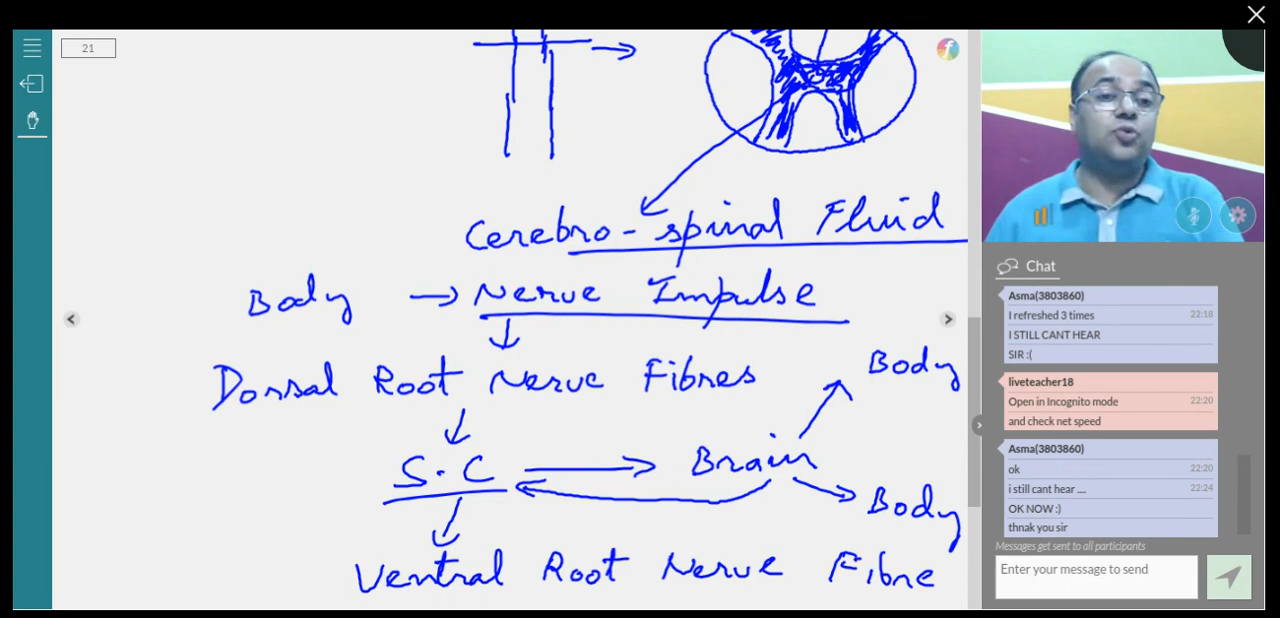 21
f
Cerebro-spinal Fluid
Body → Nerve Impulse
Dorsal Root Nerve Fibres
Body
S.C
Brain
Body
Ventral Root Nerve Fibre
Chat
Asma(3803860)
I refreshed 3 times 22:18
I STILL CANT HEAR
SIR :(
liveteacher18
Open in Incognito mode 22:20
and check net speed
Asma(3803860)
ok 22:20
i still cant hear .... 22:24
OK NOW :)
thnak you sir
Messages get sent to all participants
Enter your message to send